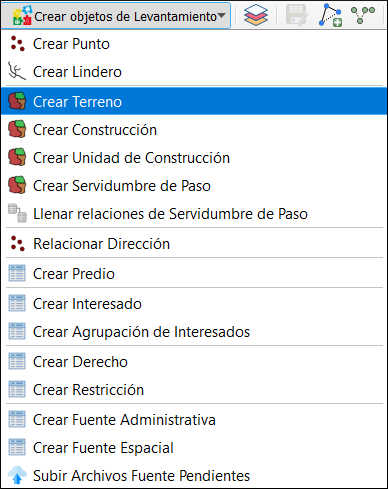 Crear objetos de Levantamiento
Crear Punto
Crear Lindero
Crear Terreno
Crear Construcción
Crear Unidad de Construcción
Crear Servidumbre de Paso
Llenar relaciones de Servidumbre de Paso
Relacionar Dirección
Crear Predio
Crear Interesado
Crear Agrupación de Interesados
Crear Derecho
Crear Restricción
Crear Fuente Administrativa
Crear Fuente Espacial
Subir Archivos Fuente Pendientes